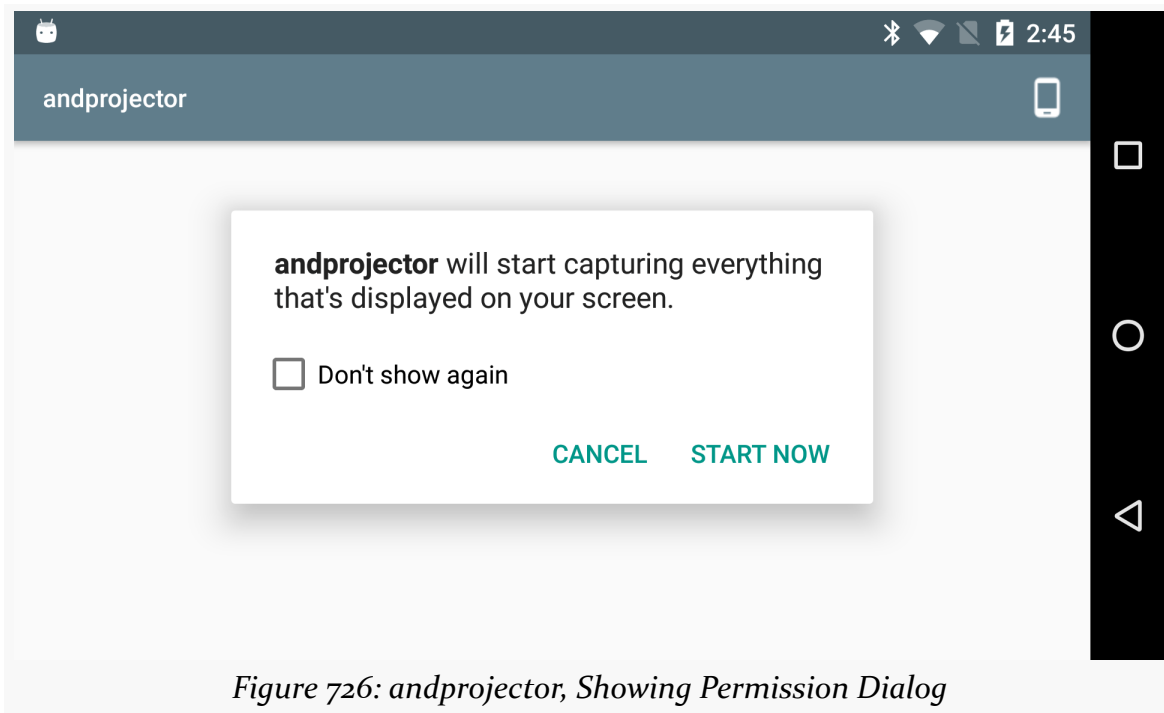 2:45
andprojector
andprojector will start capturing everything
that's displayed on your screen.
Don't show again
CANCEL START NOW
Figure 726: andprojector, Showing Permission Dialog